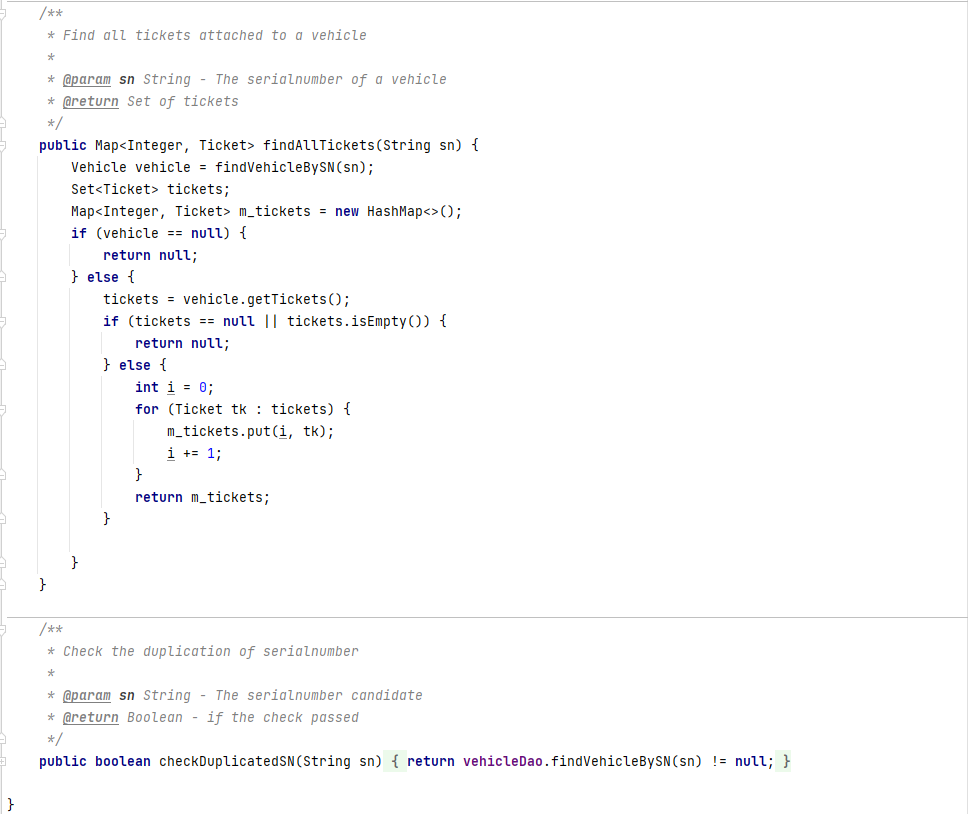 /**
 * Find all tickets attached to a vehicle
 *
 * @param sn String - The serialnumber of a vehicle
 * @return Set of tickets
 */
public Map<Integer, Ticket> findAllTickets(String sn) {
    Vehicle vehicle = findVehicleBySN(sn);
    Set<Ticket> tickets;
    Map<Integer, Ticket> m_tickets = new HashMap<>();
    if (vehicle == null) {
        return null;
    } else {
        tickets = vehicle.getTickets();
        if (tickets == null || tickets.isEmpty()) {
            return null;
        } else {
            int i = 0;
            for (Ticket tk : tickets) {
                m_tickets.put(i, tk);
                i += 1;
            }
            return m_tickets;
        }
    }
}
/**
 * Check the duplication of serialnumber
 *
 * @param sn String - The serialnumber candidate
 * @return Boolean - if the check passed
 */
public boolean checkDuplicatedSN(String sn) { return vehicleDao.findVehicleBySN(sn) != null; }
}